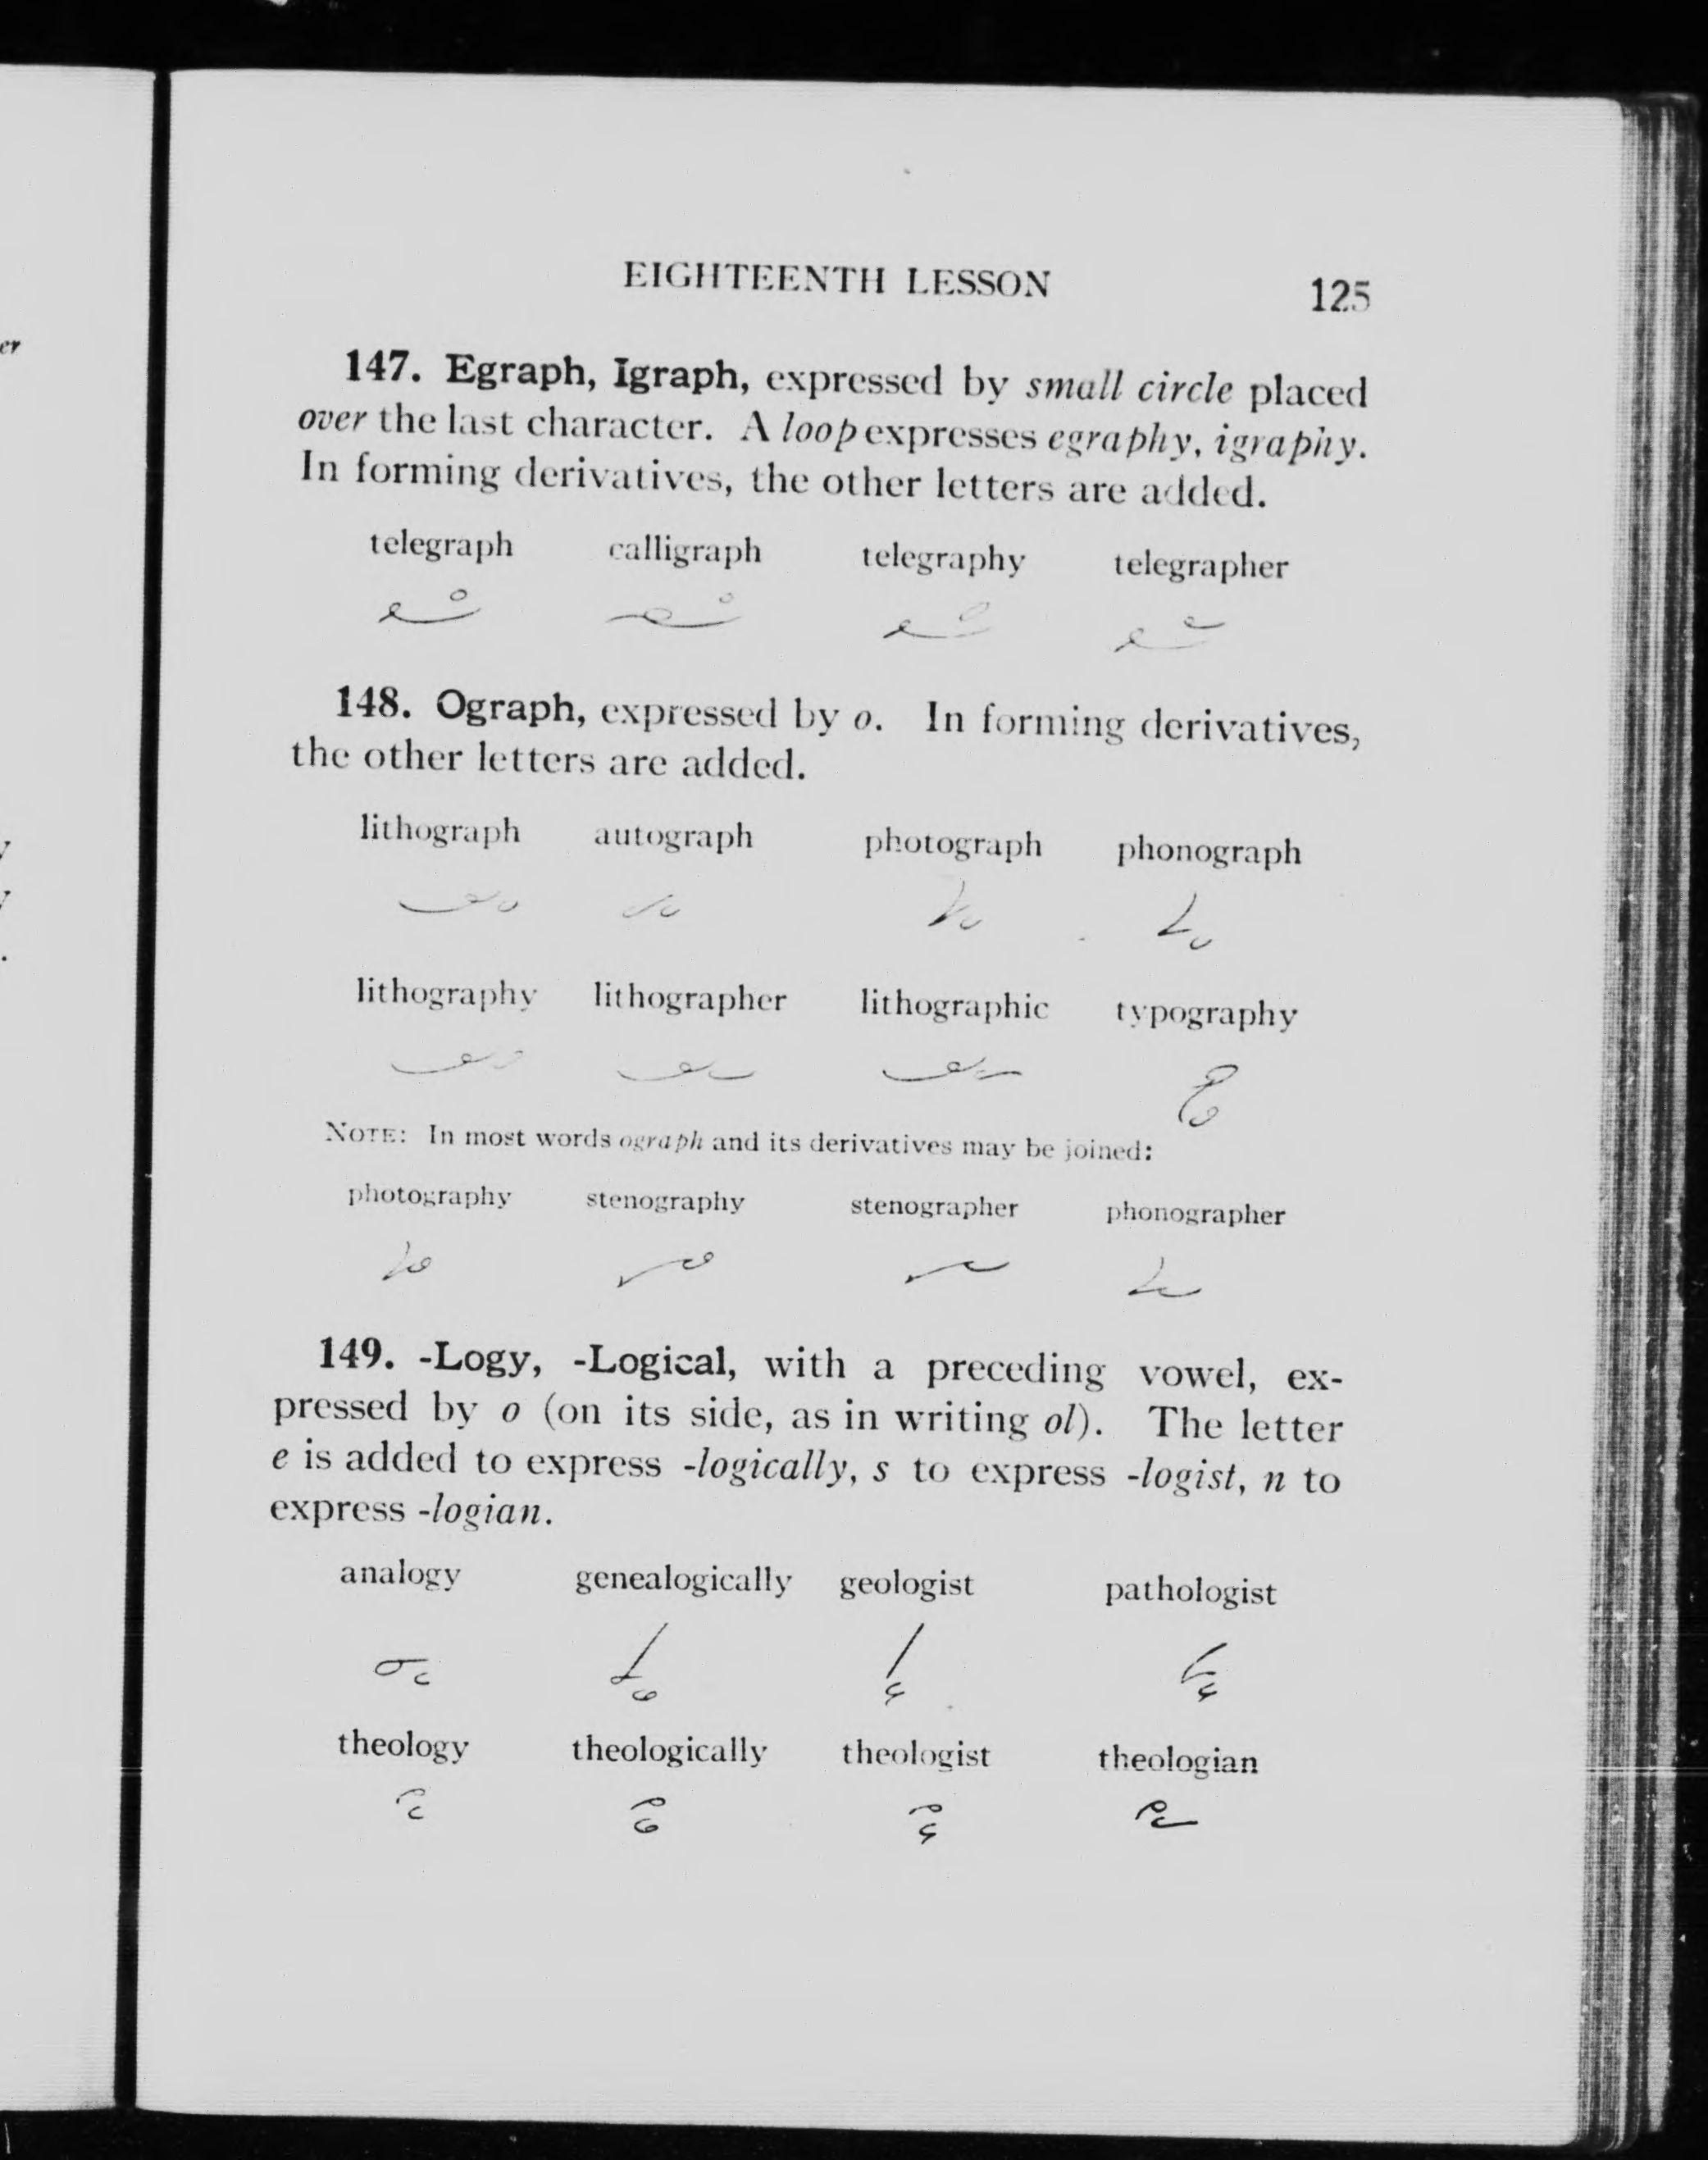 er
EIGHTEENTH LESSON 125
147. Egraph, Igraph, expressed by small circle placed
over the last character. A loop expresses egraphy, igraphy.
In forming derivatives, the other letters are added.
telegraph calligraph telegraphy telegrapher
148. Ograph, expressed by o. In forming derivatives,
the other letters are added.
lithograph autograph photograph phonograph
lithography lithographer lithographic typography
NOTE: In most words ograph and its derivatives may be joined:
photography stenography stenographer phonographer
149. -Logy, -Logical, with a preceding vowel, ex-
pressed by o (on its side, as in writing ol). The letter
e is added to express -logically, s to express -logist, n to
express -logian.
analogy genealogically geologist pathologist
theology theologically theologist theologian